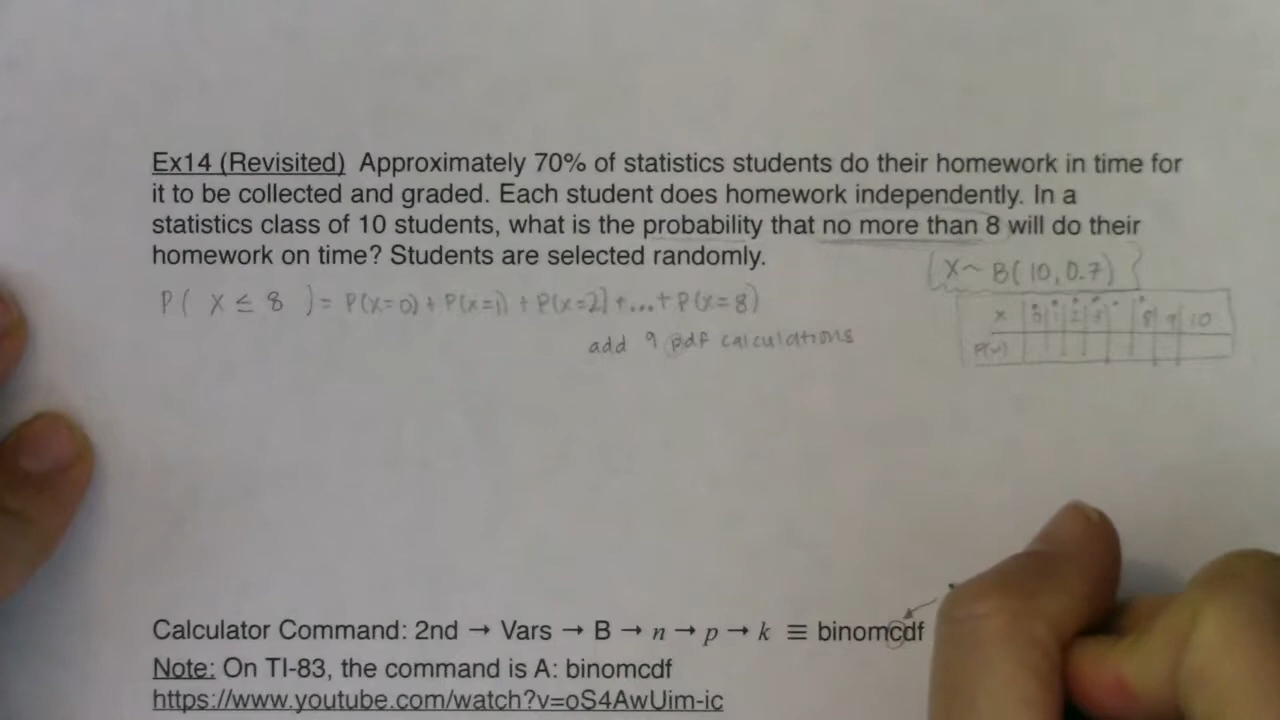 Ex14 (Revisited) Approximately 70% of statistics students do their homework in time for
it to be collected and graded. Each student does homework independently. In a
statistics class of 10 students, what is the probability that no more than 8 will do their
homework on time? Students are selected randomly.
X ~ B(10, 0.7)
P( X ≤ 8 ) = P(X=0) + P(X=1) + P(X=2) +...+ P(X=8)
add 9 pdf calculations
X 0 1 2 3 8 9 10
P(X)
Calculator Command: 2nd → Vars → B → n → p → k ≡ binomcdf
Note: On TI-83, the command is A: binomcdf
https://www.youtube.com/watch?v=oS4AwUim-ic